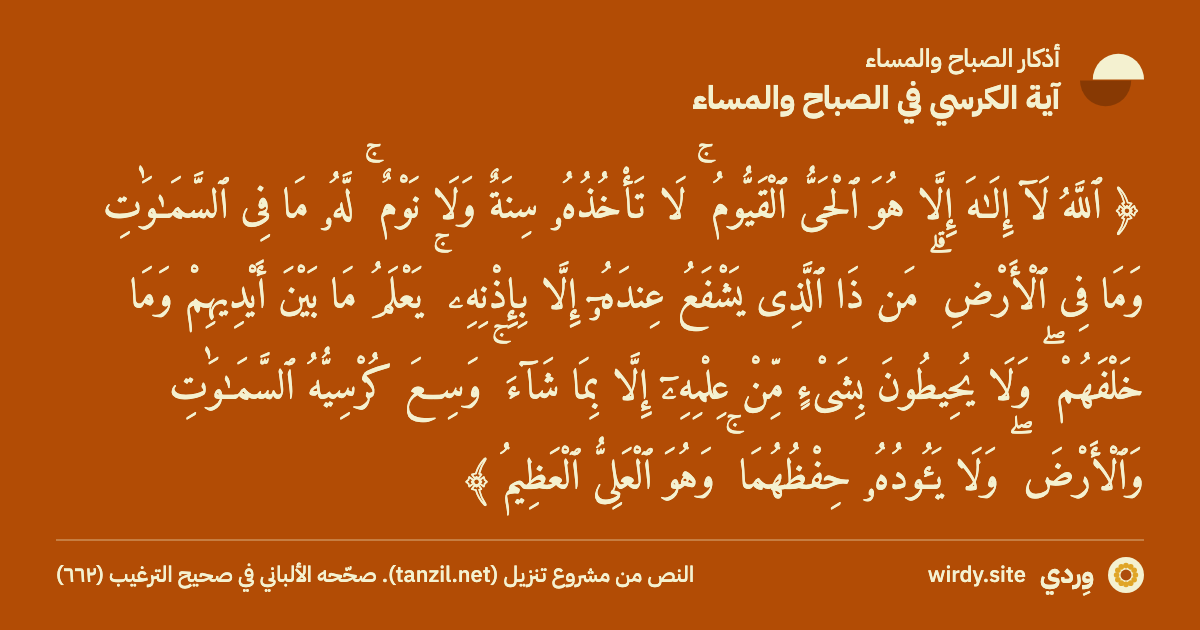 أذكار الصباح والمساء
آية الكرسي في الصباح والمساء
﴿ ٱللَّهُ لَآ إِلَـٰهَ إِلَّا هُوَ ٱلْحَىُّ ٱلْقَيُّومُ ۚ لَا تَأْخُذُهُۥ سِنَةٌ وَلَا نَوْمٌ ۚ لَّهُۥ مَا فِى ٱلسَّمَـٰوَٰتِ
وَمَا فِى ٱلْأَرْضِ ۗ مَن ذَا ٱلَّذِى يَشْفَعُ عِندَهُۥٓ إِلَّا بِإِذْنِهِۦ ۚ يَعْلَمُ مَا بَيْنَ أَيْدِيهِمْ وَمَا
خَلْفَهُمْ ۖ وَلَا يُحِيطُونَ بِشَىْءٍ مِّنْ عِلْمِهِۦٓ إِلَّا بِمَا شَآءَ ۚ وَسِعَ كُرْسِيُّهُ ٱلسَّمَـٰوَٰتِ
وَٱلْأَرْضَ ۖ وَلَا يَـُٔودُهُۥ حِفْظُهُمَا ۚ وَهُوَ ٱلْعَلِىُّ ٱلْعَظِيمُ ﴾
وِردي wirdy.site
النص من مشروع تنزيل (tanzil.net). صحّحه الألباني في صحيح الترغيب (٦٦٢)